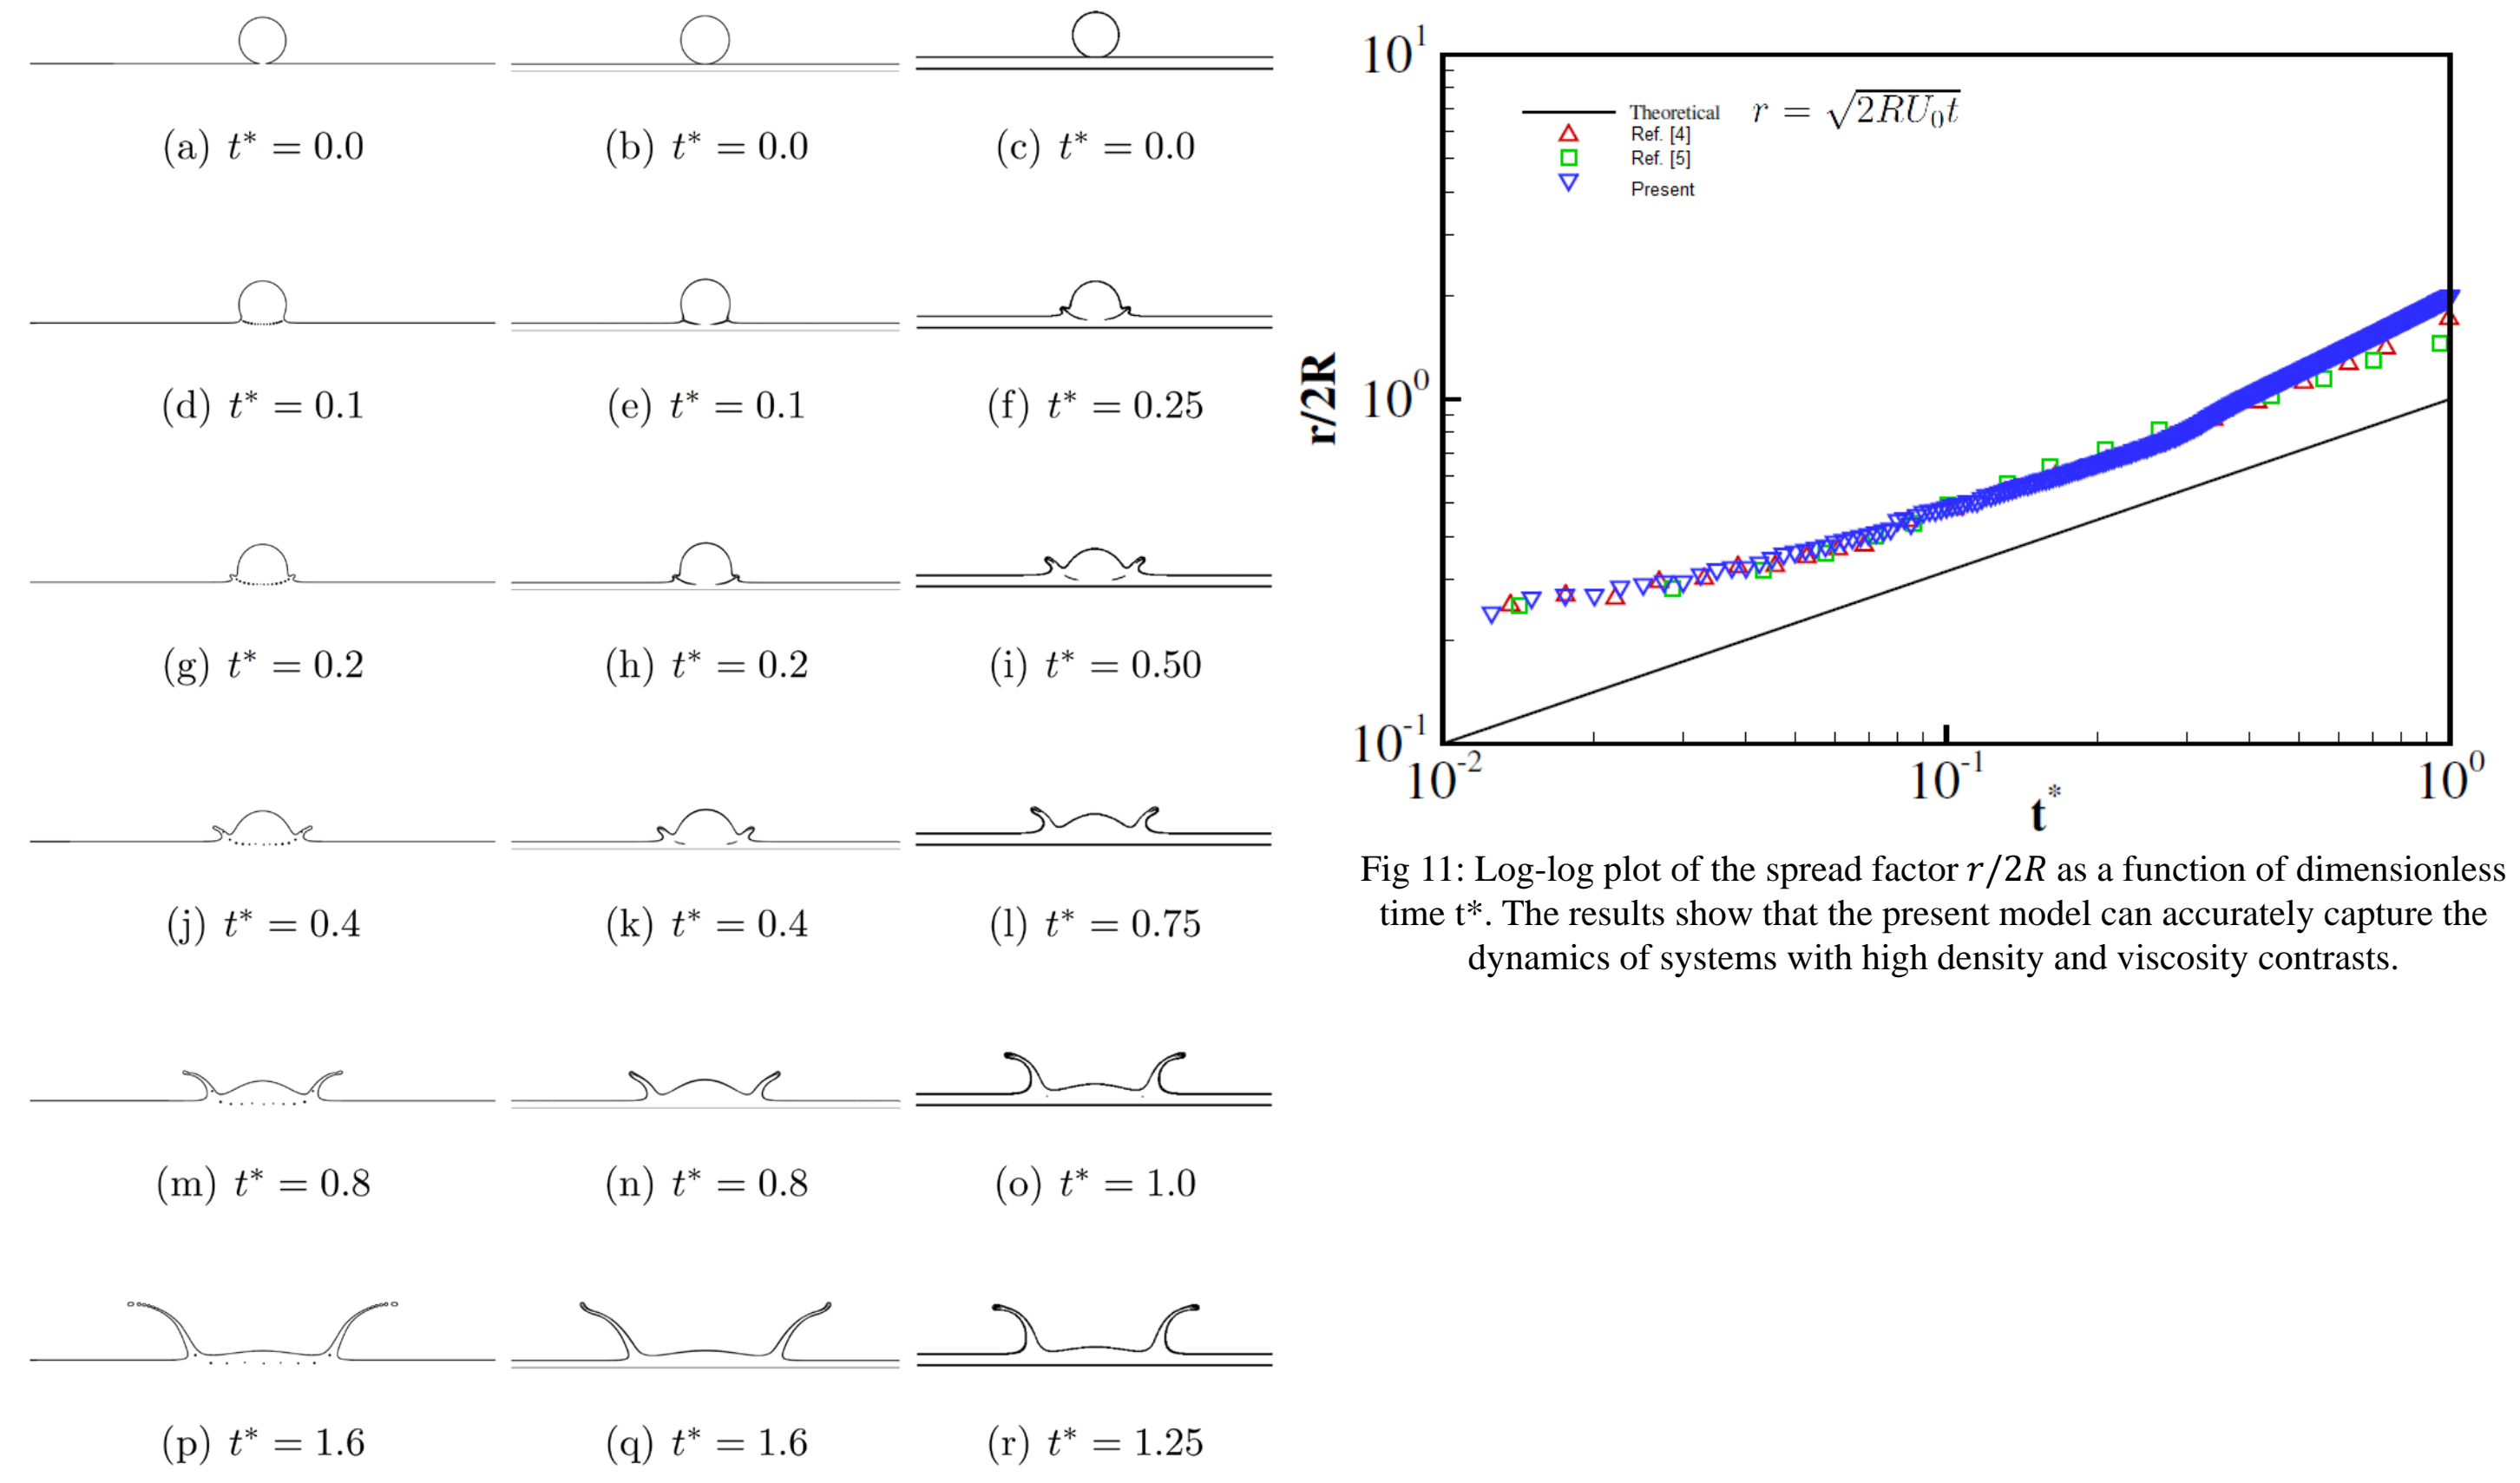 (a) t* = 0.0
(b) t* = 0.0
(c) t* = 0.0
(d) t* = 0.1
(e) t* = 0.1
(f) t* = 0.25
(g) t* = 0.2
(h) t* = 0.2
(i) t* = 0.50
(j) t* = 0.4
(k) t* = 0.4
(l) t* = 0.75
(m) t* = 0.8
(n) t* = 0.8
(o) t* = 1.0
(p) t* = 1.6
(q) t* = 1.6
(r) t* = 1.25
10^1
Theoretical r = √2RU₀t
Ref. [4]
Ref. [5]
Present
r/2R
10^0
10^-1
10^-2
10^-1
10^0
t*
Fig 11: Log-log plot of the spread factor r/2R as a function of dimensionless
time t*. The results show that the present model can accurately capture the
dynamics of systems with high density and viscosity contrasts.